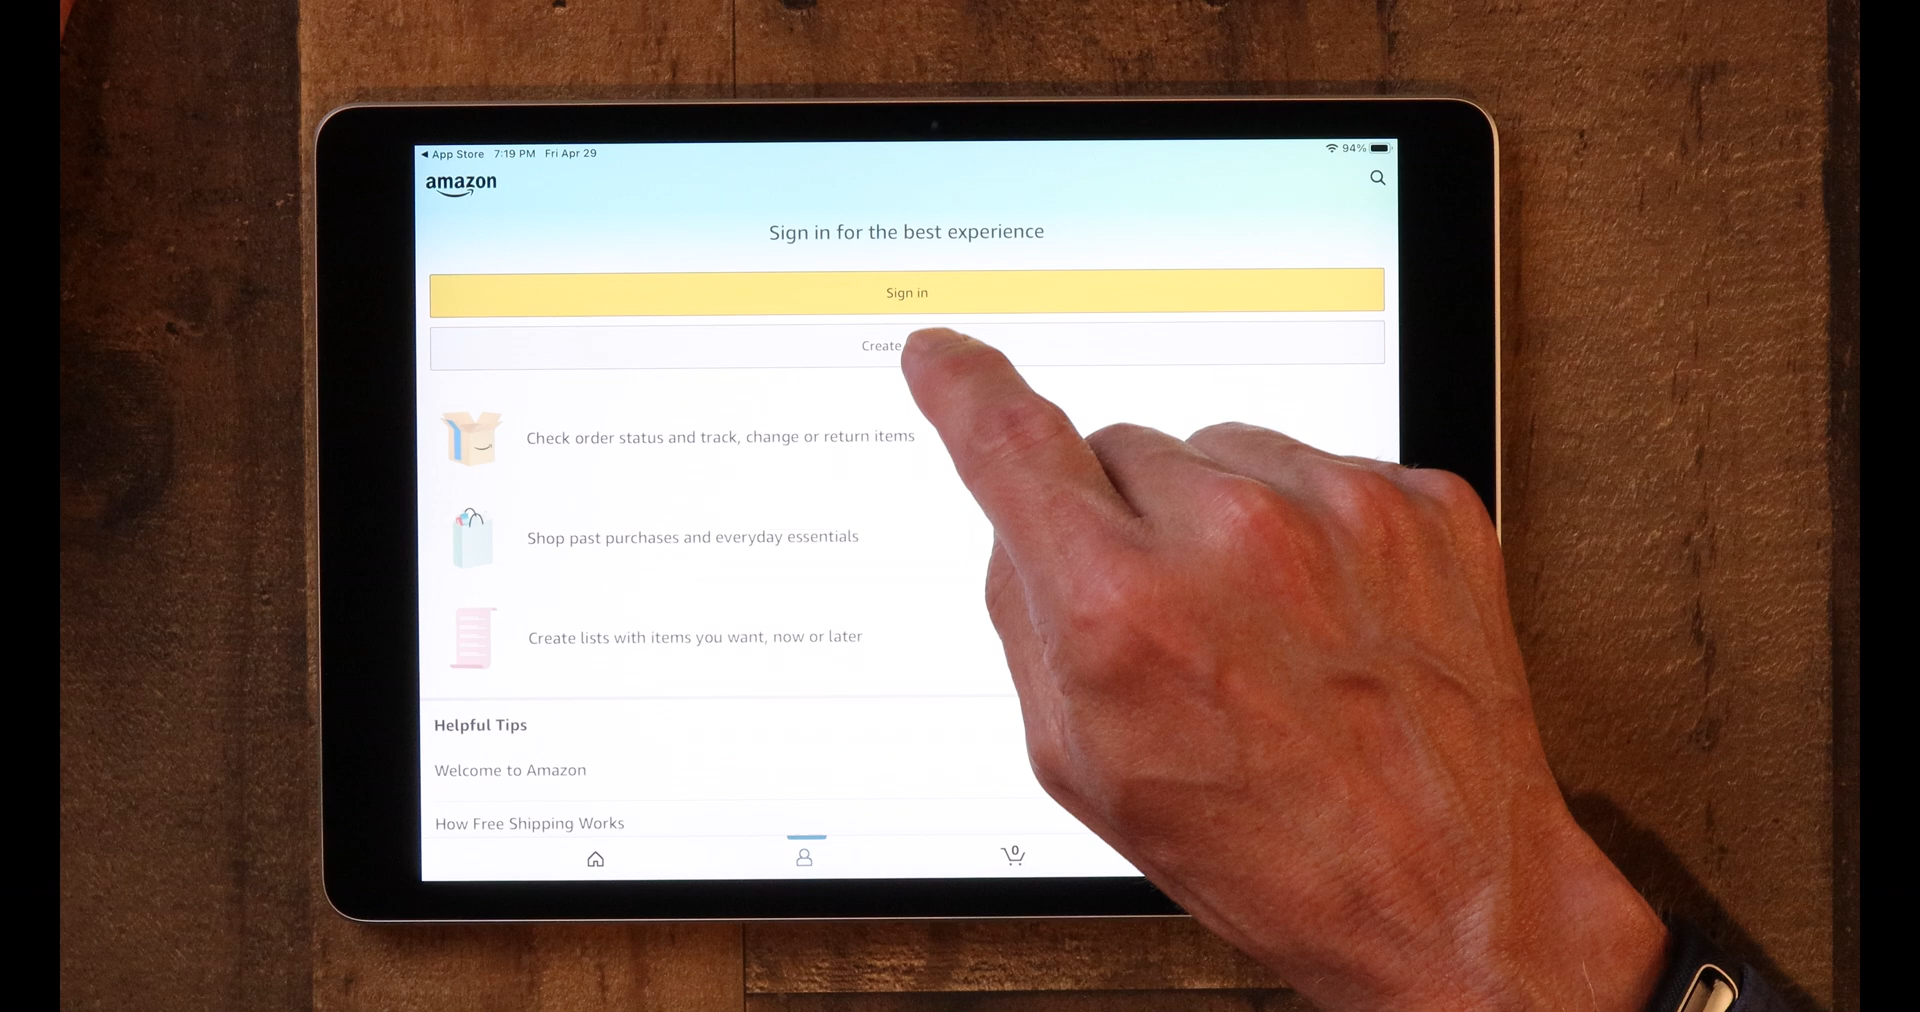 ◀ App Store 7:19 PM Fri Apr 29
94%
amazon
Sign in for the best experience
Sign in
Create
Check order status and track, change or return items
Shop past purchases and everyday essentials
Create lists with items you want, now or later
Helpful Tips
Welcome to Amazon
How Free Shipping Works
0